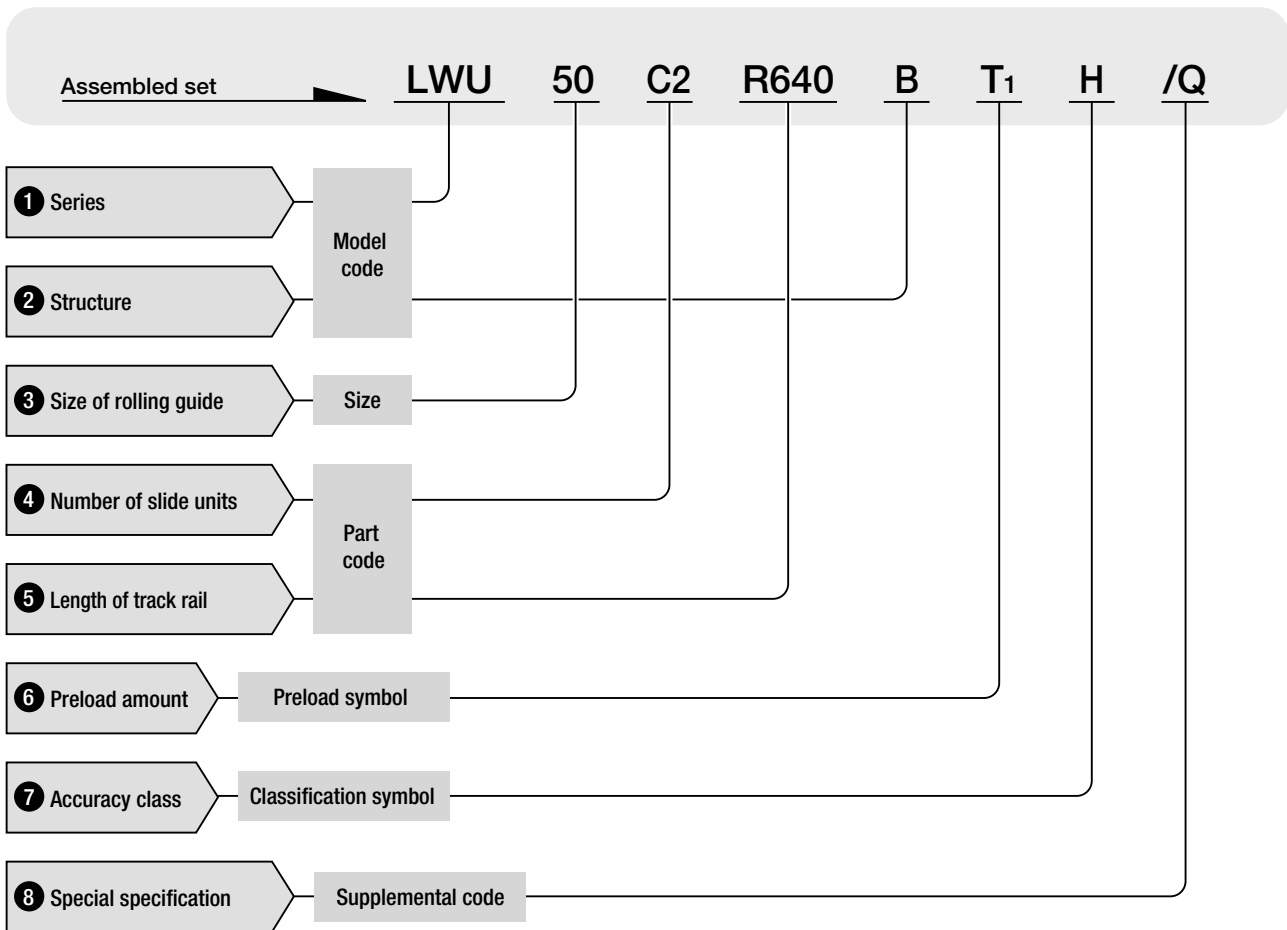 Assembled set LWU 50 C2 R640 B T1 H /Q
1 Series
Model
code
2 Structure
3 Size of rolling guide Size
4 Number of slide units
Part
code
5 Length of track rail
6 Preload amount Preload symbol
7 Accuracy class Classification symbol
8 Special specification Supplemental code